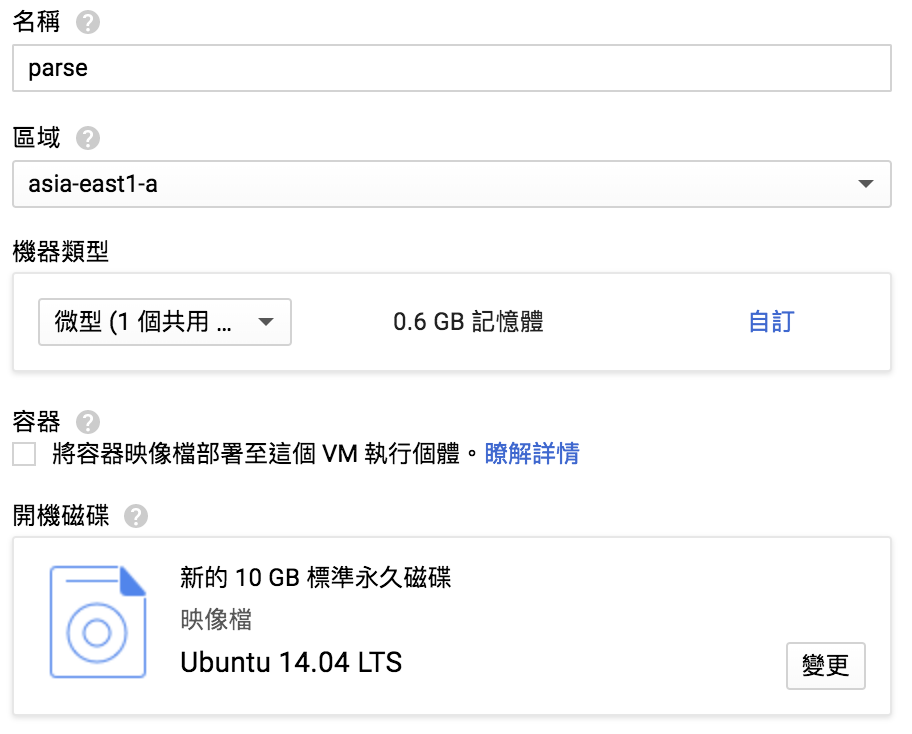 名稱 ?
parse
區域 ?
asia-east1-a
機器類型
微型 (1 個共用 ... 0.6 GB 記憶體 自訂
容器 ?
將容器映像檔部署至這個 VM 執行個體。瞭解詳情
開機磁碟 ?
新的 10 GB 標準永久磁碟
映像檔
Ubuntu 14.04 LTS
變更